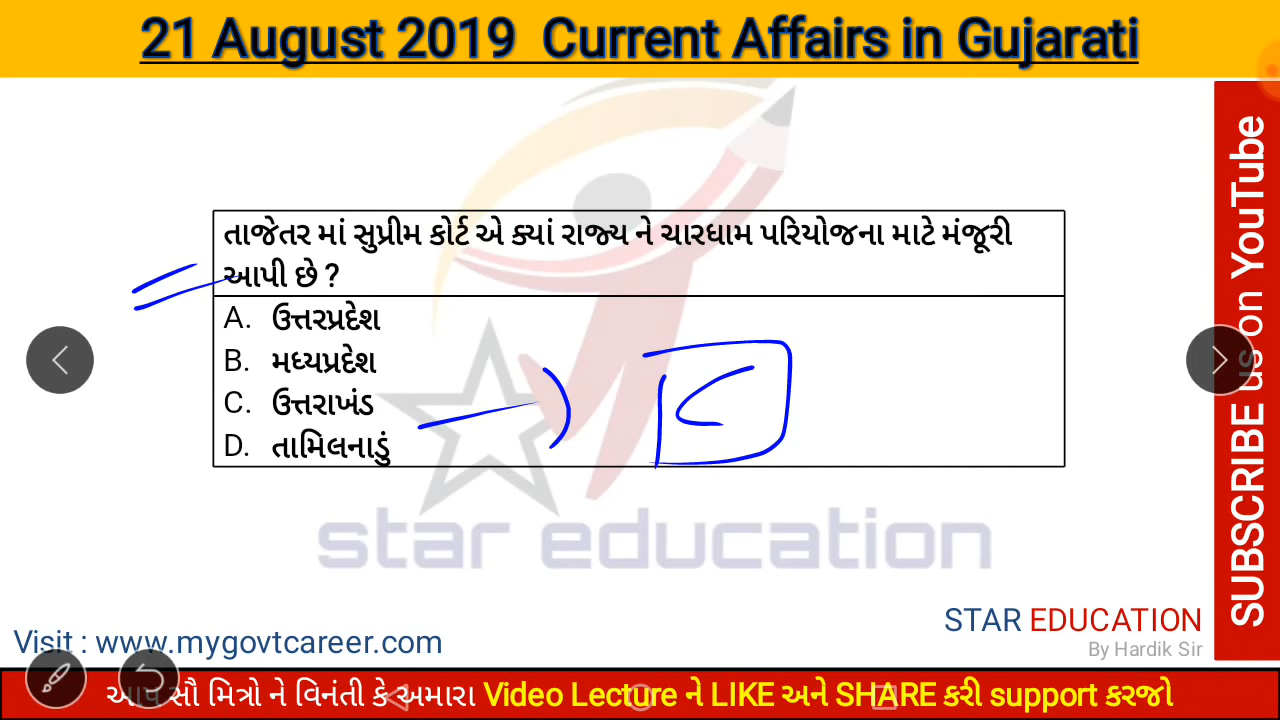 21 August 2019 Current Affairs in Gujarati
તાજેતર માં સુપ્રીમ કોર્ટ એ ક્યાં રાજ્ય ને ચારધામ પરિયોજના માટે મંજૂરી
આપી છે ?
A. ઉત્તરપ્રદેશ
B. મધ્યપ્રદેશ
C. ઉત્તરાખંડ
D. તામિલનાડું
C
star education
STAR EDUCATION
By Hardik Sir
Visit : www.mygovtcareer.com
આપ સૌ મિત્રો ને વિનંતી કે અમારા Video Lecture ને LIKE અને SHARE કરી support કરજો
SUBSCRIBE us on YouTube